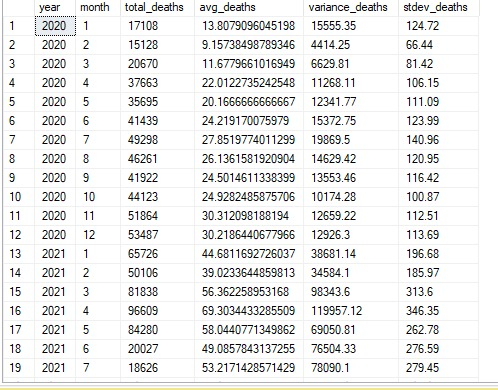 year month total_deaths avg_deaths variance_deaths stdev_deaths
1 2020 1 17108 13.8079096045198 15555.35 124.72
2 2020 2 15128 9.15738498789346 4414.25 66.44
3 2020 3 20670 11.6779661016949 6629.81 81.42
4 2020 4 37663 22.0122735242548 11268.11 106.15
5 2020 5 35695 20.1666666666667 12341.77 111.09
6 2020 6 41439 24.219170075979 15372.75 123.99
7 2020 7 49298 27.8519774011299 19869.5 140.96
8 2020 8 46261 26.1361581920904 14629.42 120.95
9 2020 9 41922 24.5014611338399 13553.46 116.42
10 2020 10 44123 24.9282485875706 10174.28 100.87
11 2020 11 51864 30.312098188194 12659.22 112.51
12 2020 12 53487 30.2186440677966 12926.3 113.69
13 2021 1 65726 44.6811692726037 38681.14 196.68
14 2021 2 50106 39.0233644859813 34584.1 185.97
15 2021 3 81838 56.362258953168 98343.6 313.6
16 2021 4 96609 69.3034433285509 119957.12 346.35
17 2021 5 84280 58.0440771349862 69050.81 262.78
18 2021 6 20027 49.0857843137255 76504.33 276.59
19 2021 7 18626 53.2171428571429 78090.1 279.45